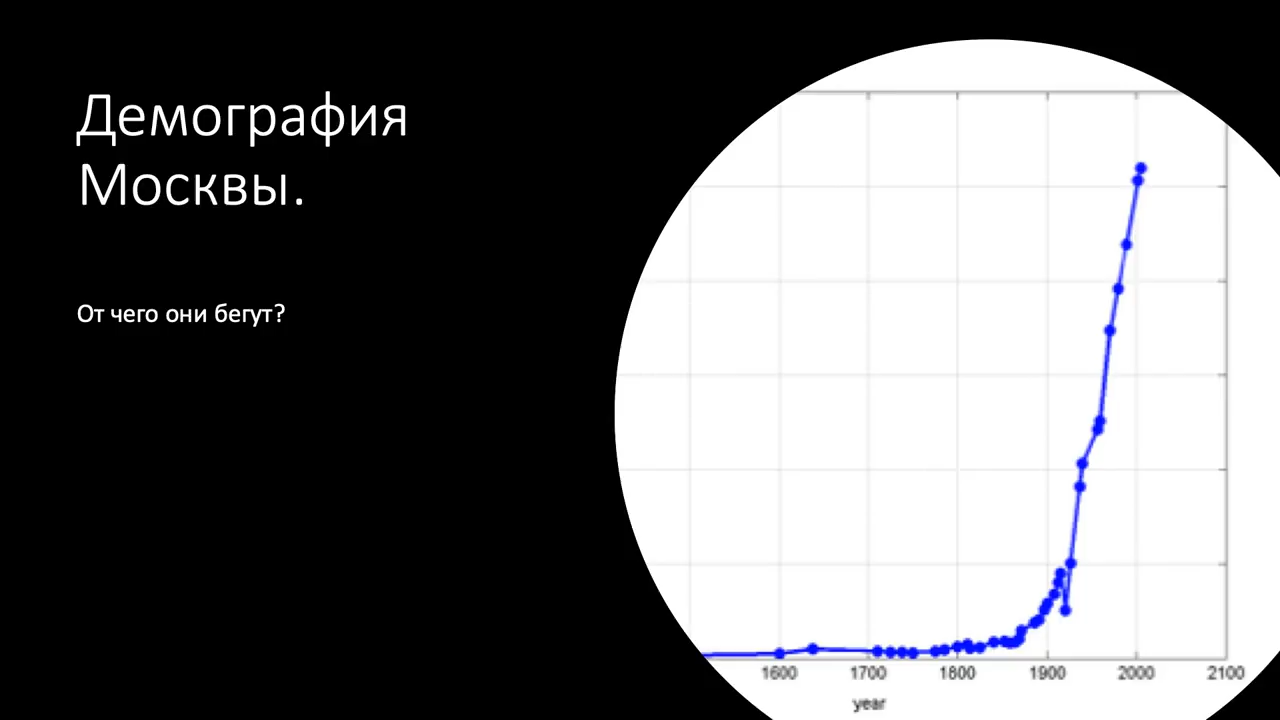 Демография
Москвы.
От чего они бегут?
1600 1700 1800 1900 2000 2100
year